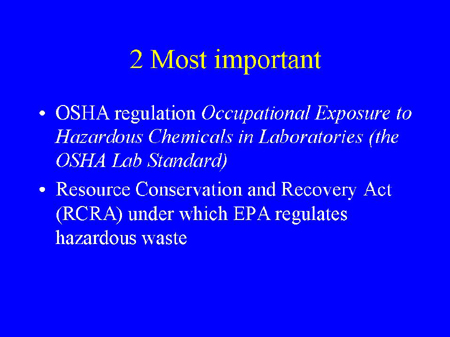 2 Most important
• OSHA regulation Occupational Exposure to
Hazardous Chemicals in Laboratories (the
OSHA Lab Standard)
• Resource Conservation and Recovery Act
(RCRA) under which EPA regulates
hazardous waste